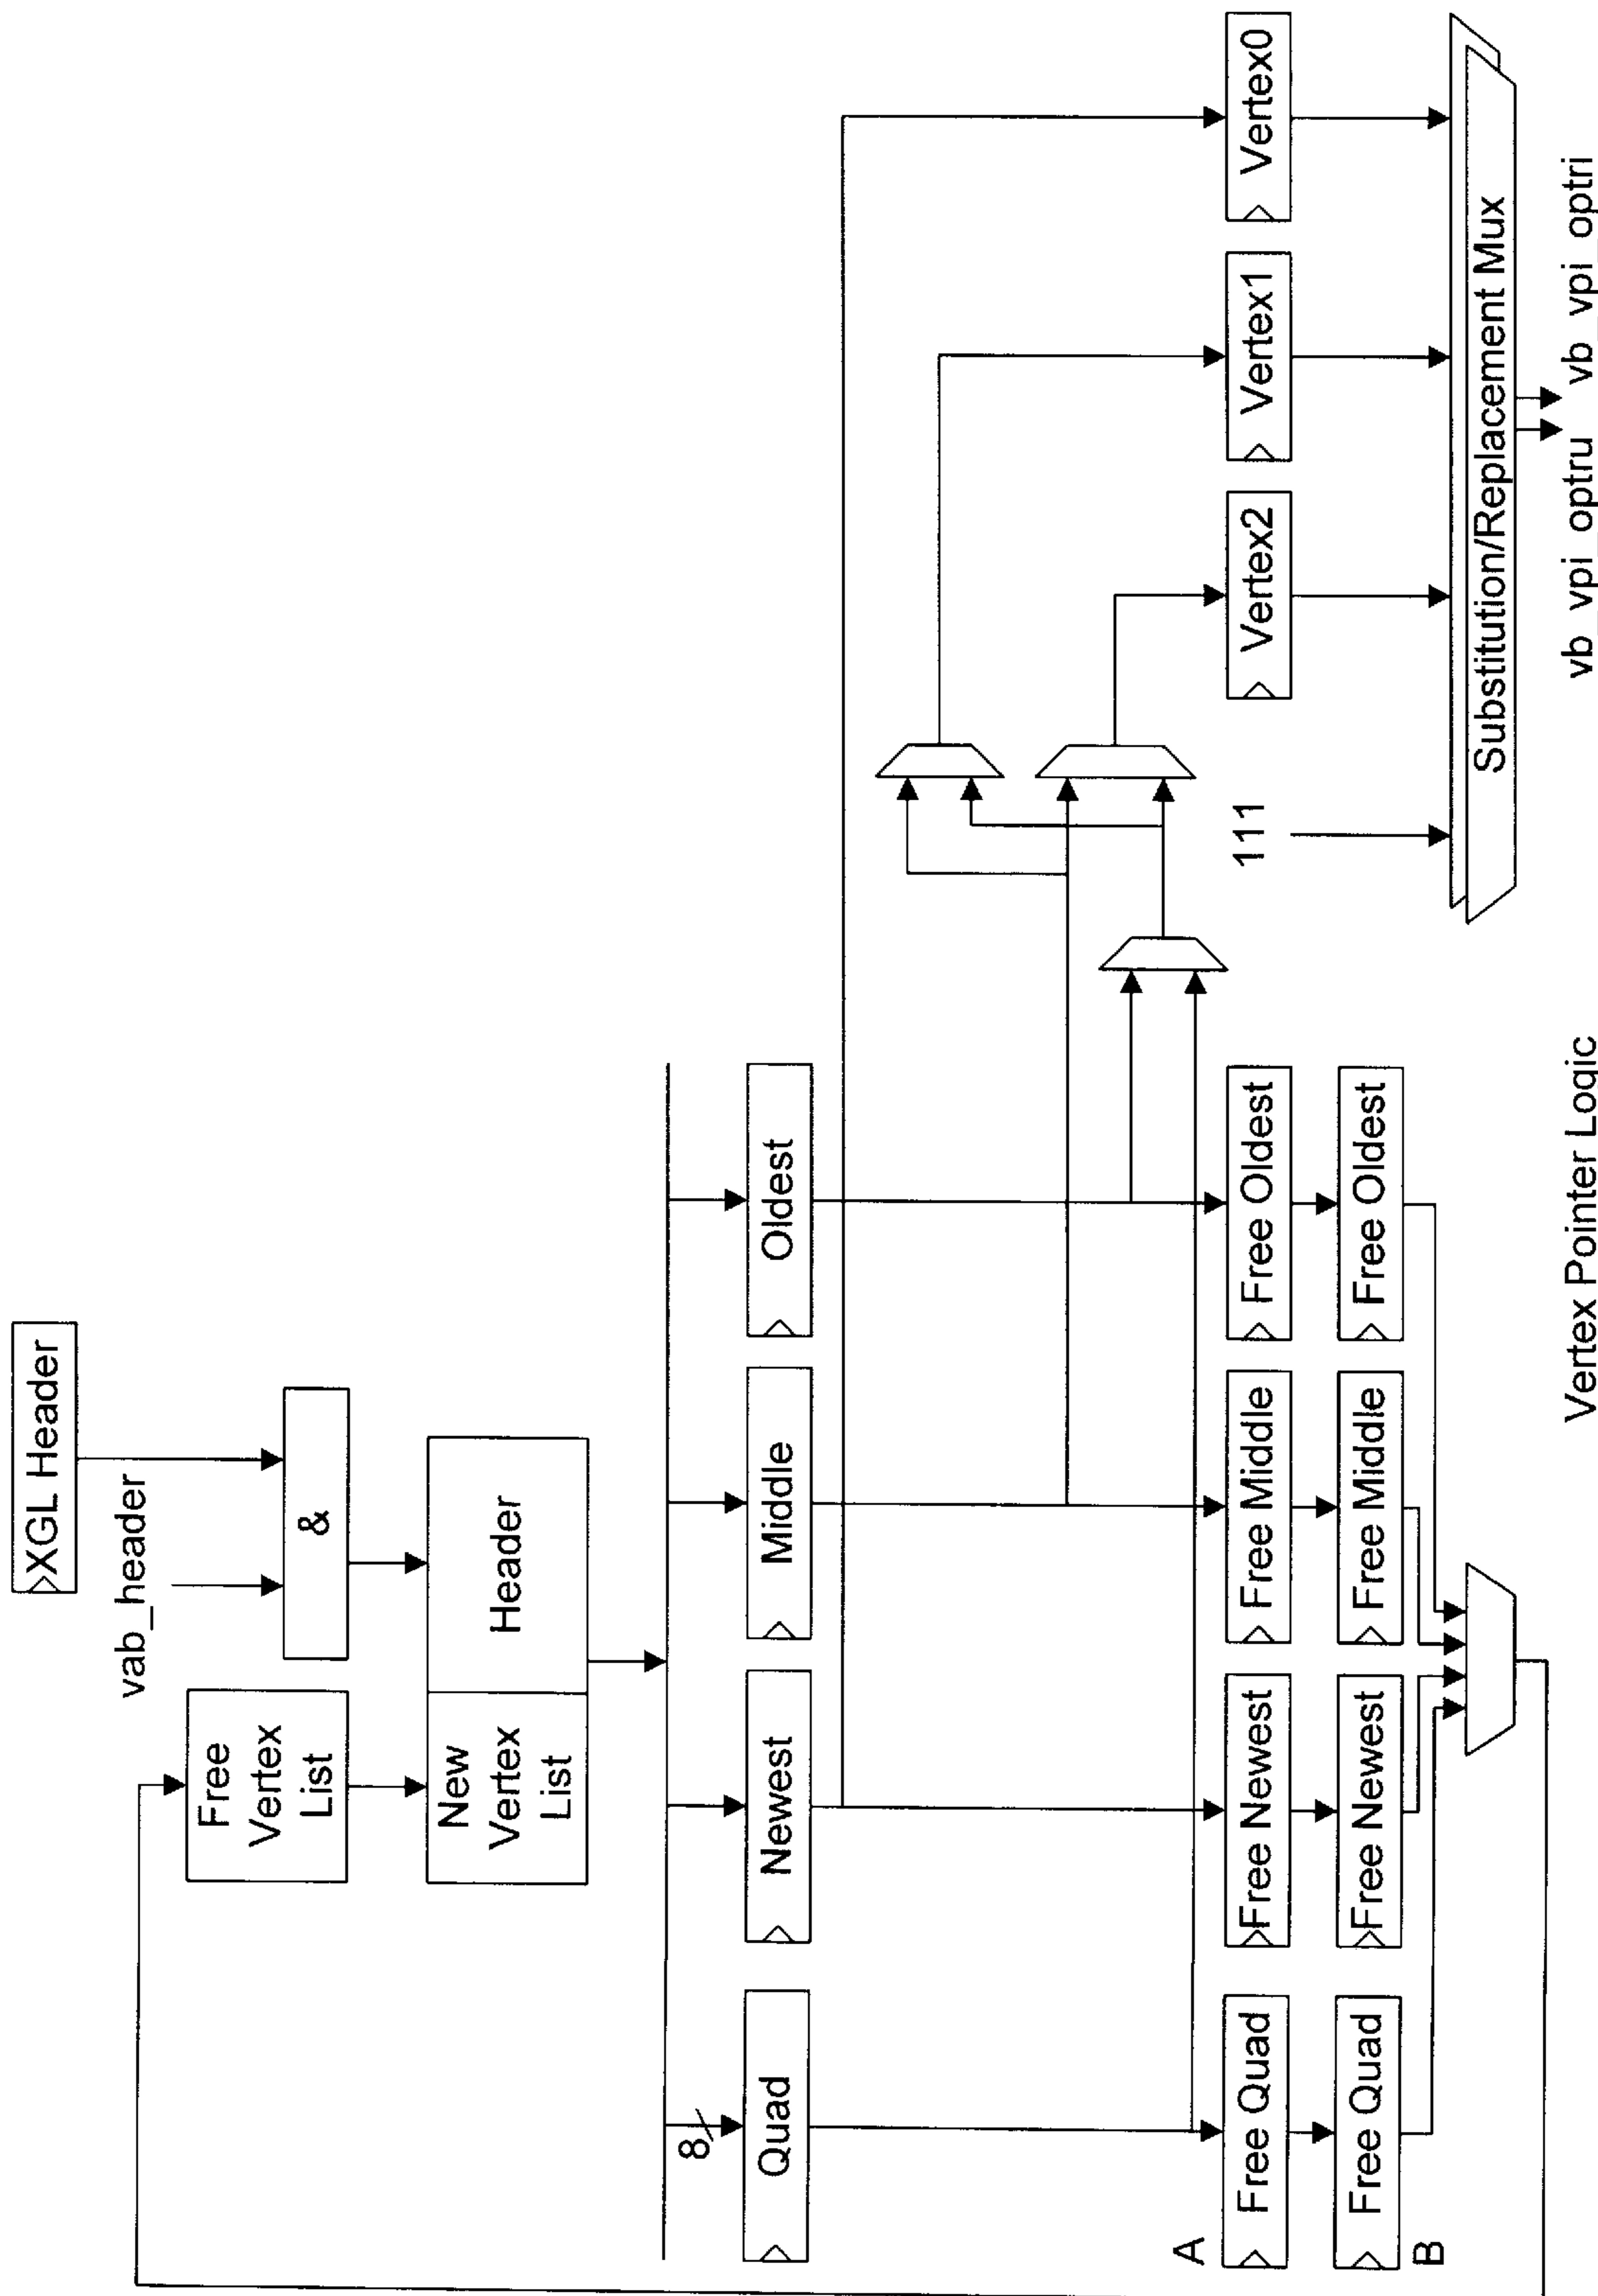 XGL Header
vab_header
&
Free
Vertex
List
New
Vertex
List
Header
8
Quad
Newest
Middle
Oldest
A
Free Quad
Free Newest
Free Middle
Free Oldest
Free Quad
Free Newest
Free Middle
Free Oldest
B
111
Vertex2
Vertex1
Vertex0
Substitution/Replacement Mux
vb_vpi_optru
vb_vpi_optri
Vertex Pointer Logic